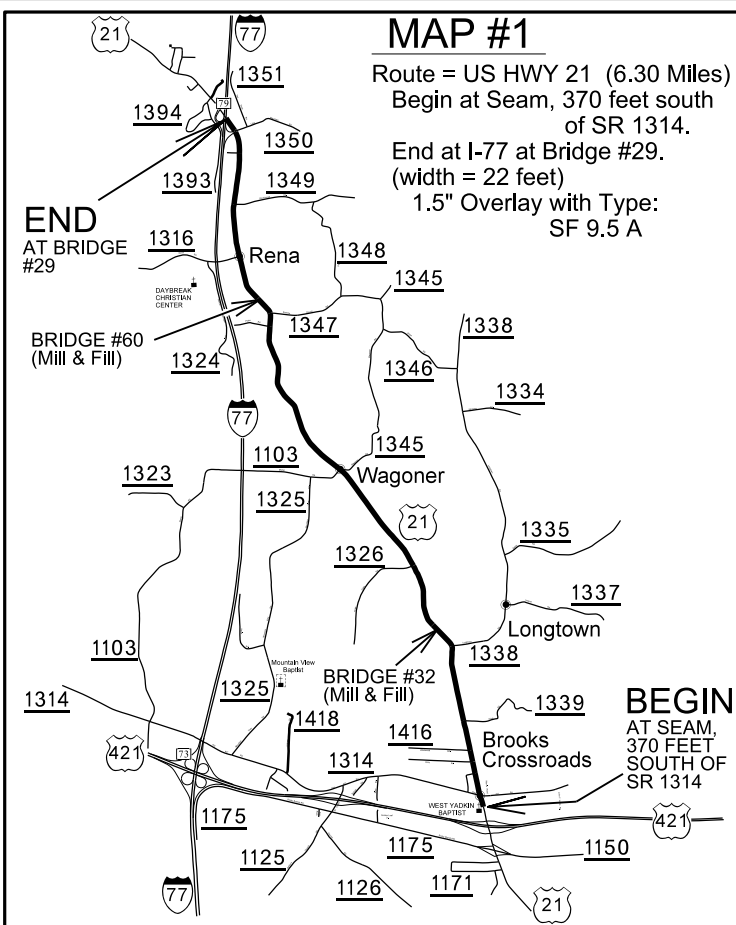 MAP #1
Route = US HWY 21 (6.30 Miles)
Begin at Seam, 370 feet south
of SR 1314.
End at I-77 at Bridge #29.
(width = 22 feet)
1.5" Overlay with Type:
SF 9.5 A
21
77
1351
79
1394
1350
1393
1349
END
AT BRIDGE
#29
1316
Rena
1348
1345
DAYBREAK
CHRISTIAN
CENTER
BRIDGE #60
(Mill & Fill)
1347
1338
1324
1346
1334
77
1103
1345
1323
Wagoner
1325
21
1335
1326
1337
Longtown
1103
1338
Mountain View
Baptist
1325
BRIDGE #32
(Mill & Fill)
1314
1339
BEGIN
AT SEAM,
370 FEET
SOUTH OF
SR 1314
1418
1416
Brooks
Crossroads
421
73
1314
WEST YADKIN
BAPTIST
421
1175
1175
1150
1125
1126
1171
77
21